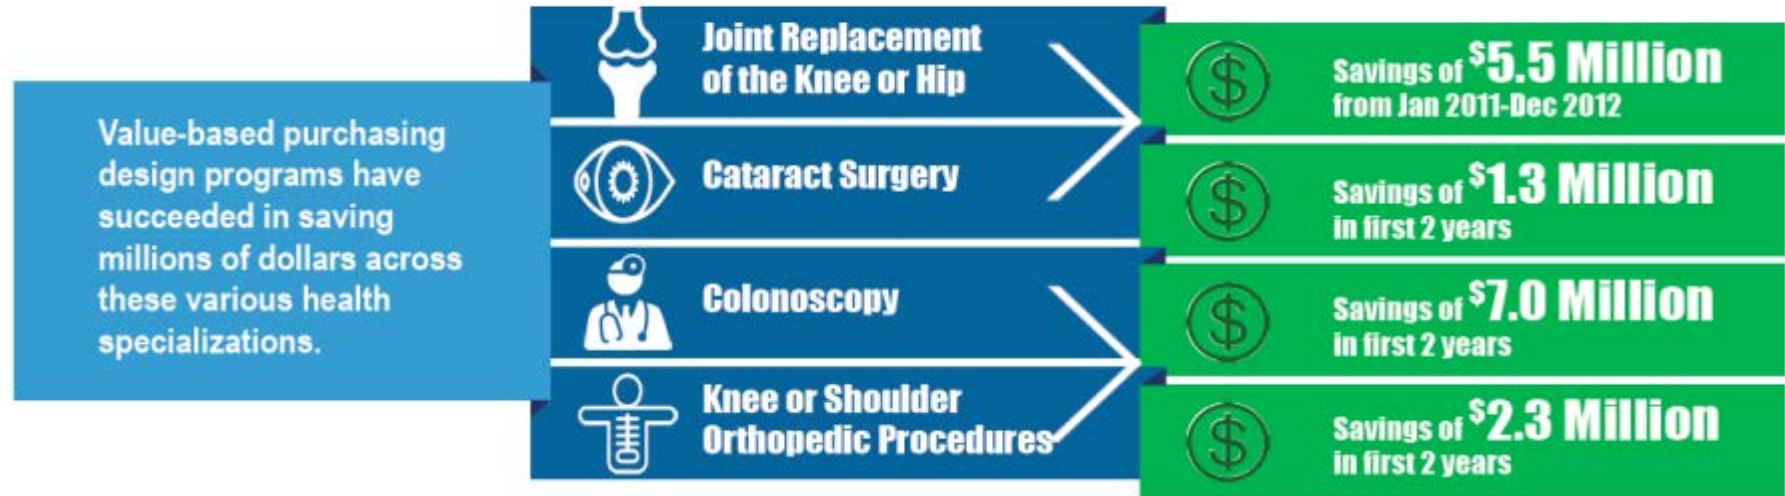 Value-based purchasing
design programs have
succeeded in saving
millions of dollars across
these various health
specializations.
Joint Replacement
of the Knee or Hip
Savings of $5.5 Million
from Jan 2011-Dec 2012
Cataract Surgery
Savings of $1.3 Million
in first 2 years
Colonoscopy
Savings of $7.0 Million
in first 2 years
Knee or Shoulder
Orthopedic Procedures
Savings of $2.3 Million
in first 2 years